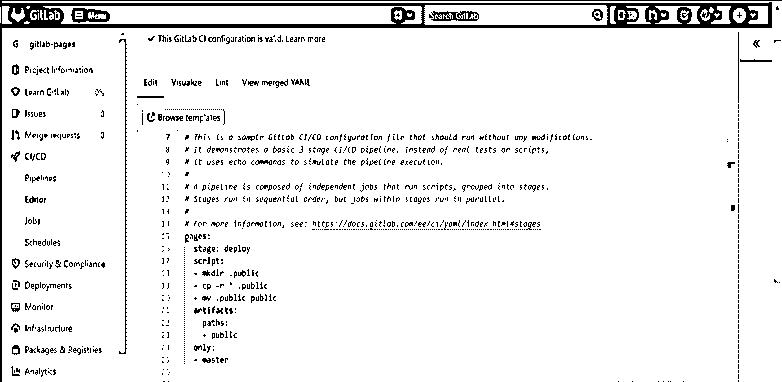 GitLab Menu Search GitLab
G gitlab-pages
Project information
Learn GitLab 0%
Issues 0
Merge requests 0
CI/CD
Pipelines
Editor
Jobs
Schedules
Security & Compliance
Deployments
Monitor
Infrastructure
Packages & Registries
Analytics
This GitLab CI configuration is valid. Learn more
Edit Visualize Lint View merged YAML
Browse templates
7 # This is a sample GitLab CI/CD configuration file that should run without any modifications.
8 # It demonstrates a basic 3 stage CI/CD pipeline. Instead of real tests or scripts,
9 # it uses echo commands to simulate the pipeline execution.
#
# A pipeline is composed of independent jobs that run scripts, grouped into stages.
# Stages run in sequential order, but jobs within stages run in parallel.
#
# For more information, see: https://docs.gitlab.com/ee/ci/yaml/index.html#stages
pages:
stage: deploy
script:
- mkdir .public
- cp -r * .public
- mv .public public
artifacts:
paths:
- public
only:
- master